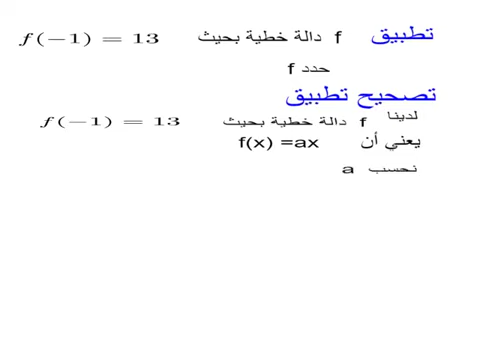 تطبيق f دالة خطية بحيث f(−1) = 13
حدد f
تصحيح تطبيق
لدينا f دالة خطية بحيث f(−1) = 13
يعني أن f(x) =ax
نحسب a